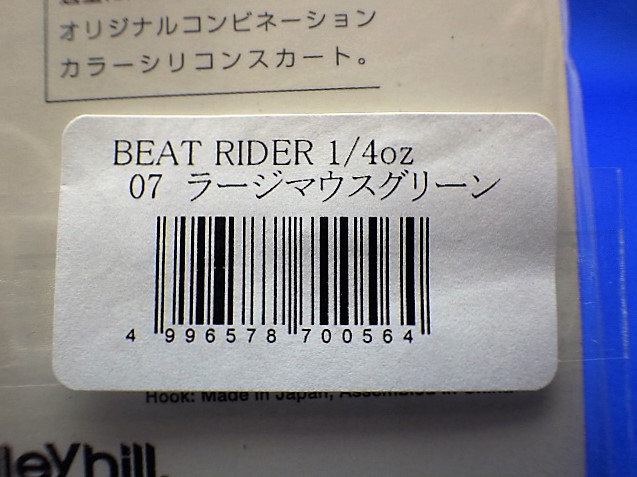 オリジナルコンビネーション
カラーシリコンスカート。
BEAT RIDER 1/4oz
07 ラージマウスグリーン
4 996578 700564
Hook: Made in Japan, Assembled in China
leyhill.